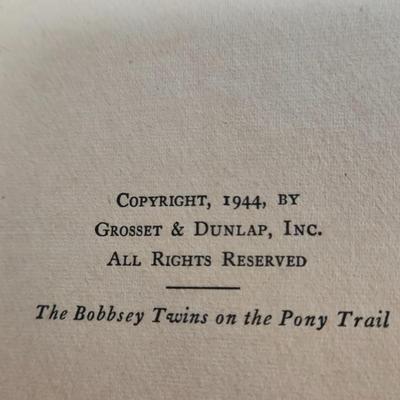 Copyright, 1944, by
Grosset & Dunlap, Inc.
All Rights Reserved
The Bobbsey Twins on the Pony Trail